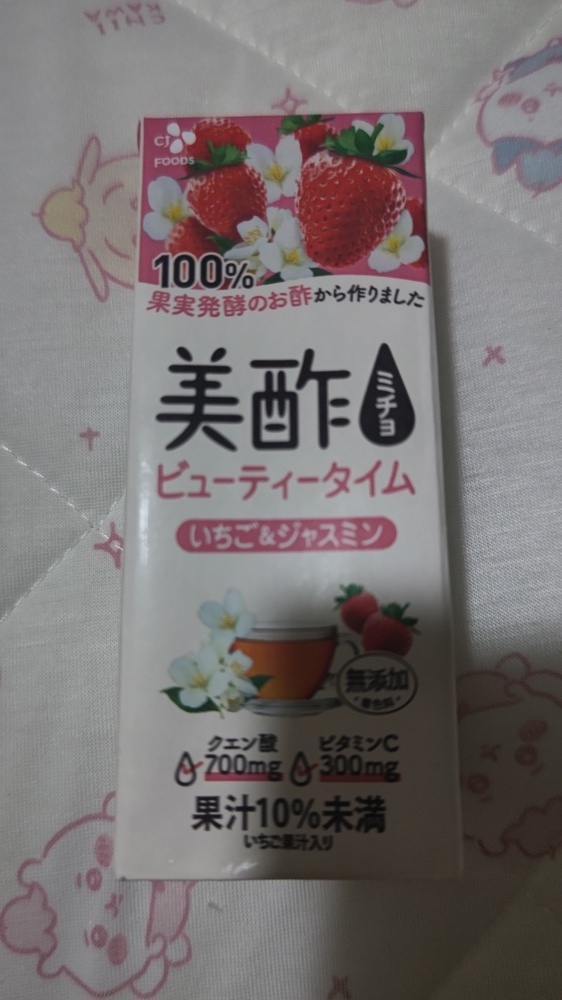 CJ
FOODS
100%
果実発酵のお酢から作りました
美酢
ミチョ
ビューティータイム
いちご&ジャスミン
無添加
着色料
クエン酸
700mg
ビタミンC
300mg
果汁10%未満
いちご果汁入り